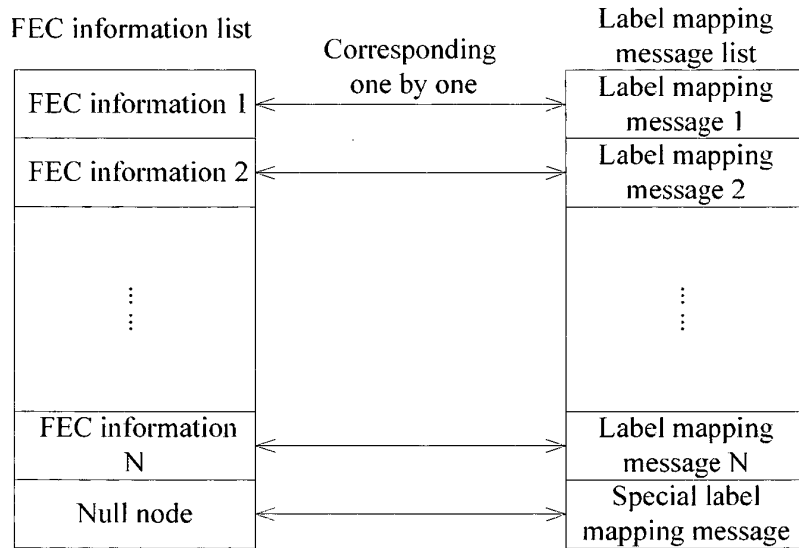 FEC information list
Corresponding
one by one
Label mapping
message list
FEC information 1
Label mapping
message 1
FEC information 2
Label mapping
message 2
⋮
⋮
FEC information
N
Label mapping
message N
Null node
Special label
mapping message